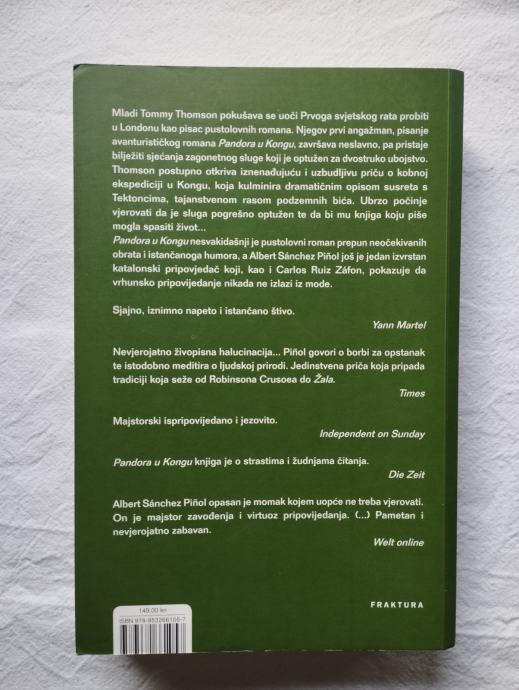 Mladi Tommy Thomson pokušava se uoči Prvoga svjetskog rata probiti
u Londonu kao pisac pustolovnih romana. Njegov prvi angažman, pisanje
avanturističkog romana Pandora u Kongu, završava neslavno, pa pristaje
bilježiti sjećanja zagonetnog sluge koji je optužen za dvostruko ubojstvo.
Thomson postupno otkriva iznenađujuću i uzbudljivu priču o kobnoj
ekspediciji u Kongu, koja kulminira dramatičnim opisom susreta s
Tektoncima, tajanstvenom rasom podzemnih bića. Ubrzo počinje
vjerovati da je sluga pogrešno optužen te da bi mu knjiga koju piše
mogla spasiti život...
Pandora u Kongu nesvakidašnji je pustolovni roman prepun neočekivanih
obrata i istančanoga humora, a Albert Sánchez Piñol još je jedan izvrstan
katalonski pripovjedač koji, kao i Carlos Ruiz Záfon, pokazuje da
vrhunsko pripovijedanje nikada ne izlazi iz mode.
Sjajno, iznimno napeto i istančano štivo.
Yann Martel
Nevjerojatno živopisna halucinacija... Piñol govori o borbi za opstanak
te istodobno meditira o ljudskoj prirodi. Jedinstvena priča koja pripada
tradiciji koja seže od Robinsona Crusoea do Žala.
Times
Majstorski ispripovijedano i jezovito.
Independent on Sunday
Pandora u Kongu knjiga je o strastima i žudnjama čitanja.
Die Zeit
Albert Sánchez Piñol opasan je momak kojem uopće ne treba vjerovati.
On je majstor zavođenja i virtuoz pripovijedanja. (...) Pametan i
nevjerojatno zabavan.
Welt online
149,00 kn
ISBN 978-953266105-7
FRAKTURA